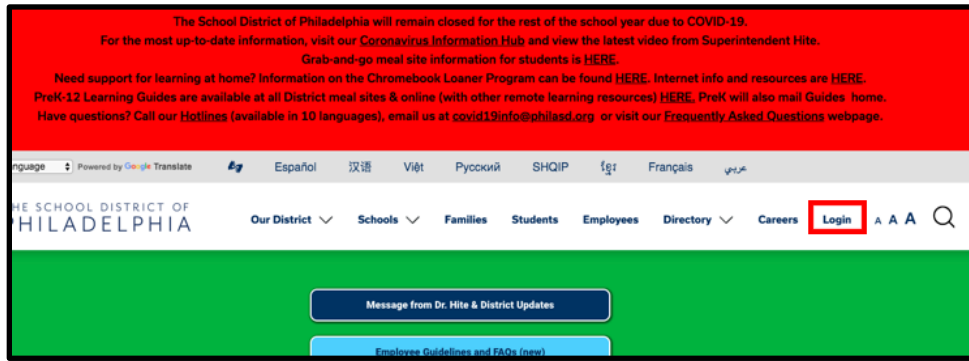 The School District of Philadelphia will remain closed for the rest of the school year due to COVID-19.
For the most up-to-date information, visit our Coronavirus Information Hub and view the latest video from Superintendent Hite.
Grab-and-go meal site information for students is HERE.
Need support for learning at home? Information on the Chromebook Loaner Program can be found HERE. Internet info and resources are HERE.
PreK-12 Learning Guides are available at all District meal sites & online (with other remote learning resources) HERE. PreK will also mail Guides home.
Have questions? Call our Hotlines (available in 10 languages), email us at covid19info@philasd.org or visit our Frequently Asked Questions webpage.
nguage Powered by Google Translate Español 汉语 Việt Русский SHQIP ខ្មែរ Français عربي
HE SCHOOL DISTRICT OF
PHILADELPHIA
Our District Schools Families Students Employees Directory Careers Login A A A
Message from Dr. Hite & District Updates
Employee Guidelines and FAQs (new)